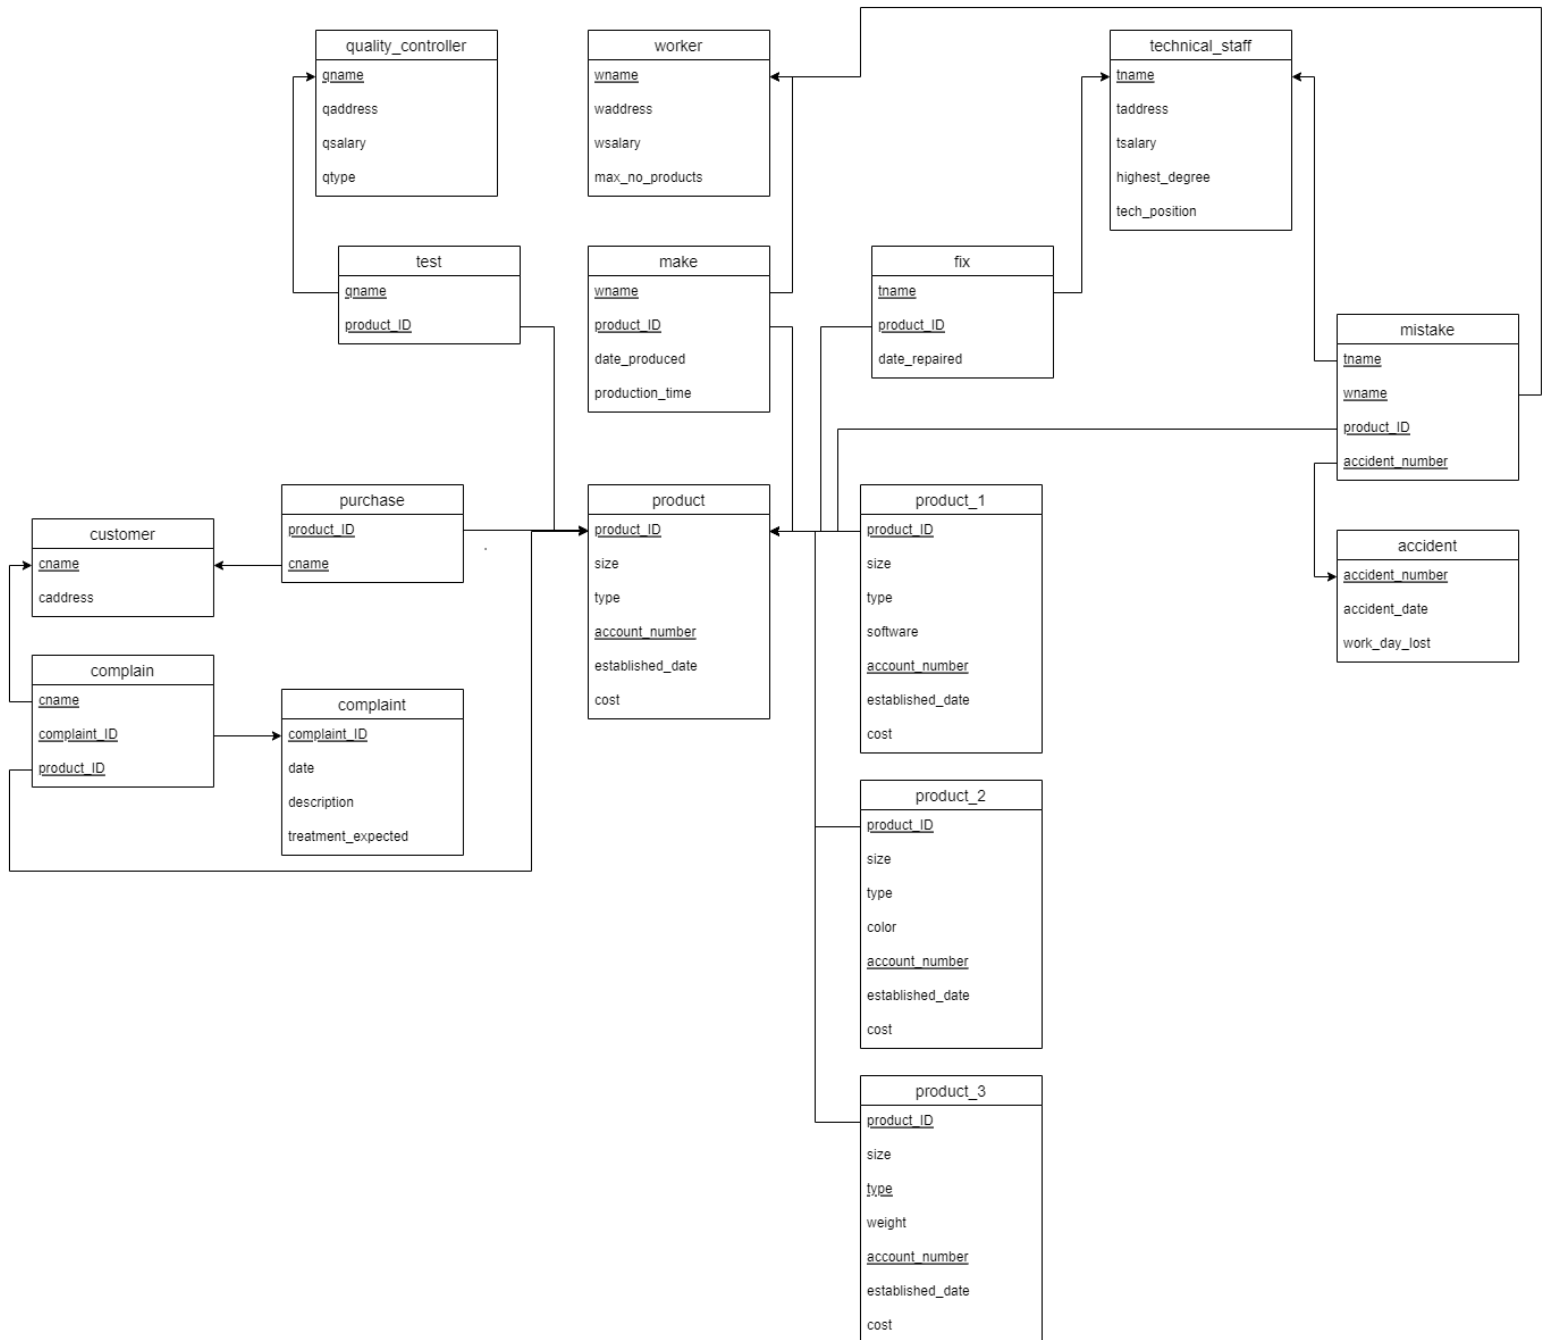 quality_controller
qname
qaddress
qsalary
qtype
worker
wname
waddress
wsalary
max_no_products
technical_staff
tname
taddress
tsalary
highest_degree
tech_position
test
qname
product_ID
make
wname
product_ID
date_produced
production_time
fix
tname
product_ID
date_repaired
mistake
tname
wname
product_ID
accident_number
customer
cname
caddress
purchase
product_ID
cname
product
product_ID
size
type
account_number
established_date
cost
product_1
product_ID
size
type
software
account_number
established_date
cost
accident
accident_number
accident_date
work_day_lost
complain
cname
complaint_ID
product_ID
complaint
complaint_ID
date
description
treatment_expected
product_2
product_ID
size
type
color
account_number
established_date
cost
product_3
product_ID
size
type
weight
account_number
established_date
cost